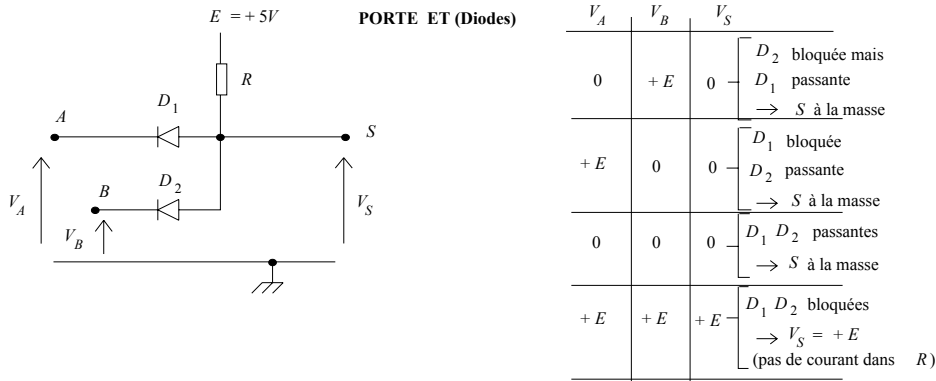 E = + 5V
PORTE ET (Diodes)
R
D1
A
S
D2
B
VA
VB
VS
VA VB VS
0 + E 0
D2 bloquée mais
D1 passante
→ S à la masse
+ E 0 0
D1 bloquée
D2 passante
→ S à la masse
0 0 0
D1 D2 passantes
→ S à la masse
+ E + E + E
D1 D2 bloquées
→ VS = + E
(pas de courant dans R)